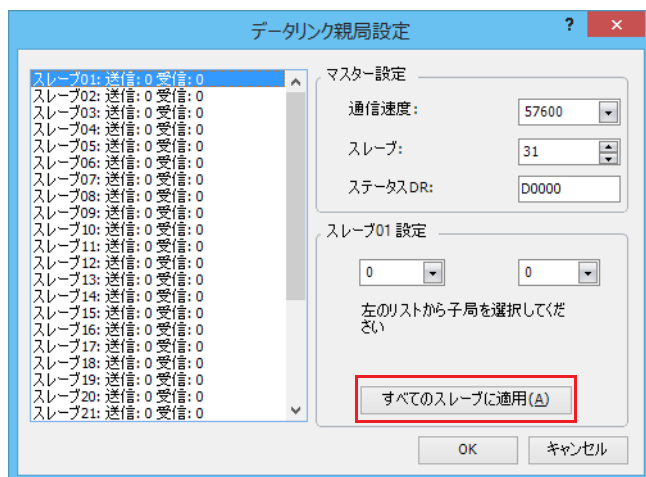 データリンク親局設定
?
×
スレーブ01: 送信: 0 受信: 0
スレーブ02: 送信: 0 受信: 0
スレーブ03: 送信: 0 受信: 0
スレーブ04: 送信: 0 受信: 0
スレーブ05: 送信: 0 受信: 0
スレーブ06: 送信: 0 受信: 0
スレーブ07: 送信: 0 受信: 0
スレーブ08: 送信: 0 受信: 0
スレーブ09: 送信: 0 受信: 0
スレーブ10: 送信: 0 受信: 0
スレーブ11: 送信: 0 受信: 0
スレーブ12: 送信: 0 受信: 0
スレーブ13: 送信: 0 受信: 0
スレーブ14: 送信: 0 受信: 0
スレーブ15: 送信: 0 受信: 0
スレーブ16: 送信: 0 受信: 0
スレーブ17: 送信: 0 受信: 0
スレーブ18: 送信: 0 受信: 0
スレーブ19: 送信: 0 受信: 0
スレーブ20: 送信: 0 受信: 0
スレーブ21: 送信: 0 受信: 0
マスター設定
通信速度: 57600
スレーブ: 31
ステータスDR: D0000
スレーブ01 設定
0 0
左のリストから子局を選択してくだ
さい
すべてのスレーブに適用(A)
OK キャンセル